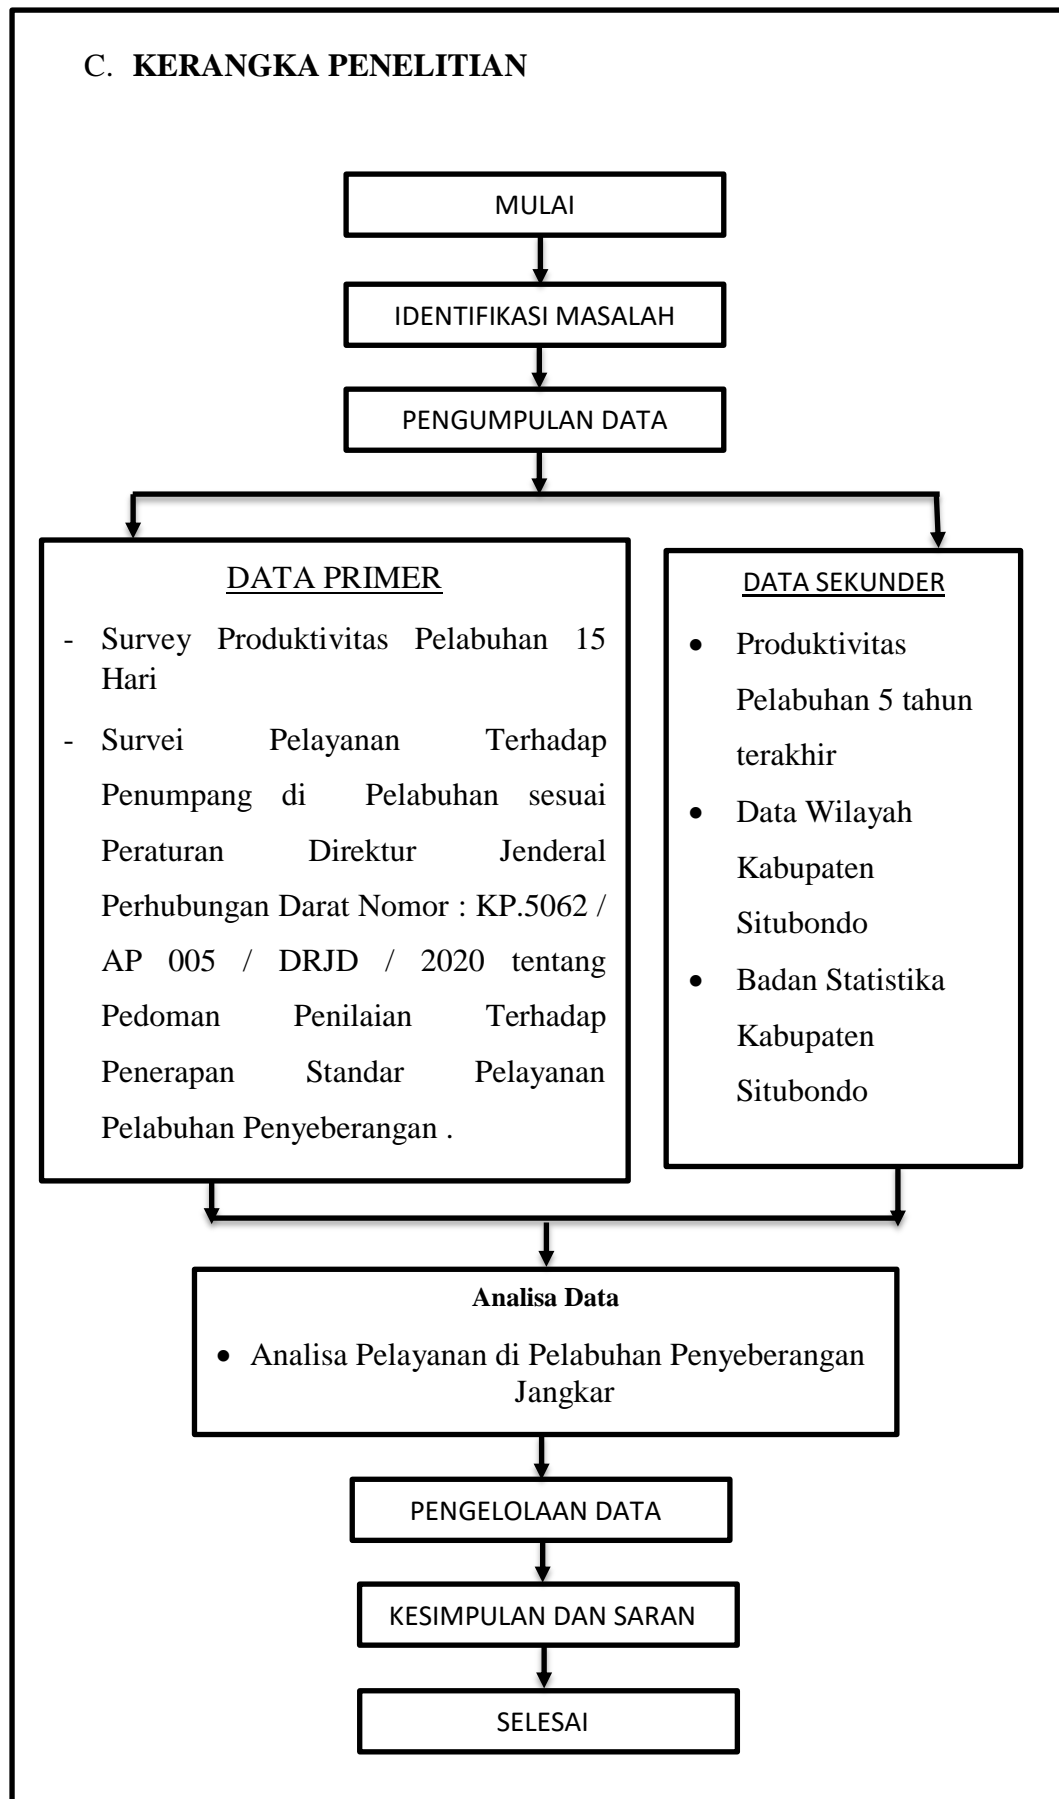 C. KERANGKA PENELITIAN
MULAI
IDENTIFIKASI MASALAH
PENGUMPULAN DATA
DATA PRIMER
- Survey Produktivitas Pelabuhan 15
Hari
- Survei Pelayanan Terhadap
Penumpang di Pelabuhan sesuai
Peraturan Direktur Jenderal
Perhubungan Darat Nomor : KP.5062 /
AP 005 / DRJD / 2020 tentang
Pedoman Penilaian Terhadap
Penerapan Standar Pelayanan
Pelabuhan Penyeberangan .
DATA SEKUNDER
• Produktivitas
Pelabuhan 5 tahun
terakhir
• Data Wilayah
Kabupaten
Situbondo
• Badan Statistika
Kabupaten
Situbondo
Analisa Data
• Analisa Pelayanan di Pelabuhan Penyeberangan
Jangkar
PENGELOLAAN DATA
KESIMPULAN DAN SARAN
SELESAI